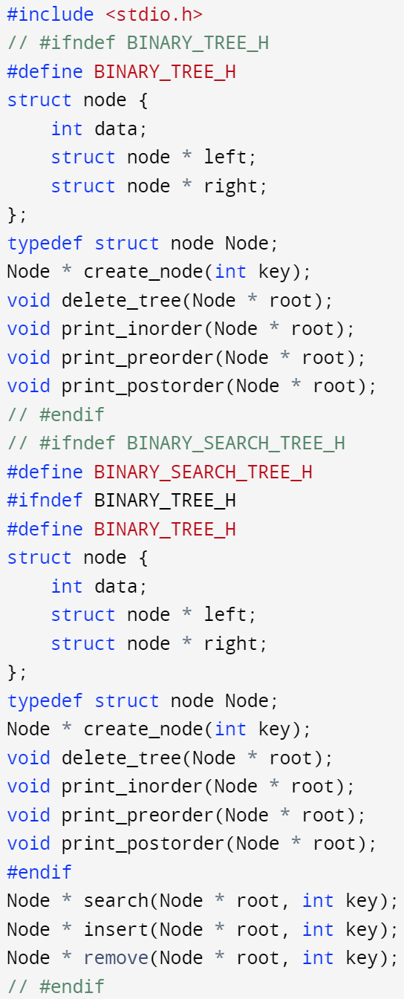 #include <stdio.h>
// #ifndef BINARY_TREE_H
#define BINARY_TREE_H
struct node {
    int data;
    struct node * left;
    struct node * right;
};
typedef struct node Node;
Node * create_node(int key);
void delete_tree(Node * root);
void print_inorder(Node * root);
void print_preorder(Node * root);
void print_postorder(Node * root);
// #endif
// #ifndef BINARY_SEARCH_TREE_H
#define BINARY_SEARCH_TREE_H
#ifndef BINARY_TREE_H
#define BINARY_TREE_H
struct node {
    int data;
    struct node * left;
    struct node * right;
};
typedef struct node Node;
Node * create_node(int key);
void delete_tree(Node * root);
void print_inorder(Node * root);
void print_preorder(Node * root);
void print_postorder(Node * root);
#endif
Node * search(Node * root, int key);
Node * insert(Node * root, int key);
Node * remove(Node * root, int key);
// #endif